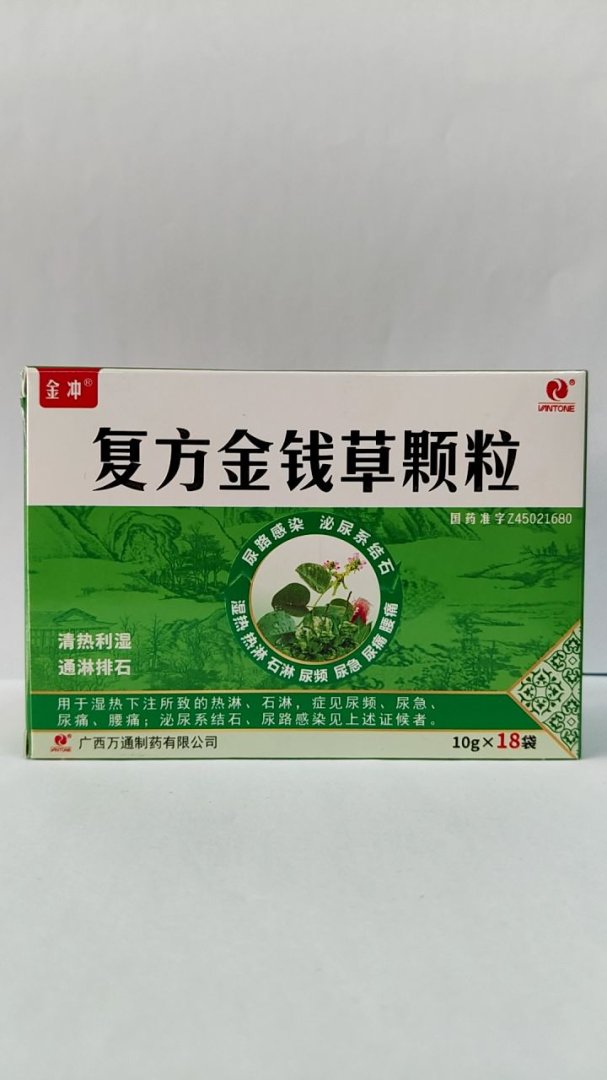 金冲®
®
VANTONE
复方金钱草颗粒
国药准字Z45021680
尿路感染 泌尿系结石
湿热 热淋 石淋 尿频 尿急 尿痛 腰痛
清热利湿
通淋排石
用于湿热下注所致的热淋、石淋，症见尿频、尿急、
尿痛、腰痛；泌尿系结石、尿路感染见上述证候者。
VANTONE 广西万通制药有限公司
10g×18袋